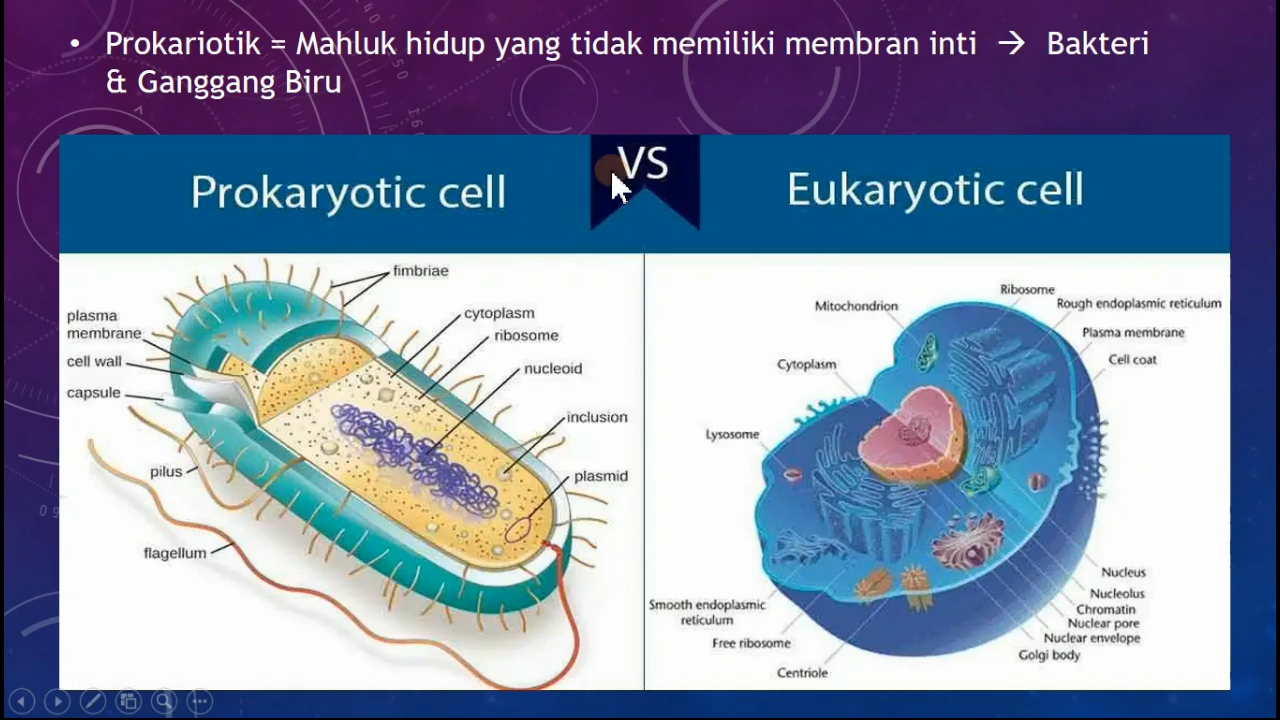 • Prokariotik = Mahluk hidup yang tidak memiliki membran inti → Bakteri
& Ganggang Biru
VS
Prokaryotic cell
Eukaryotic cell
fimbriae
plasma
membrane
cell wall
capsule
cytoplasm
ribosome
nucleoid
inclusion
plasmid
pilus
flagellum
Ribosome
Mitochondrion
Rough endoplasmic reticulum
Plasma membrane
Cell coat
Cytoplasm
Lysosome
Nucleus
Nucleolus
Chromatin
Nuclear pore
Nuclear envelope
Golgi body
Smooth endoplasmic
reticulum
Free ribosome
Centriole